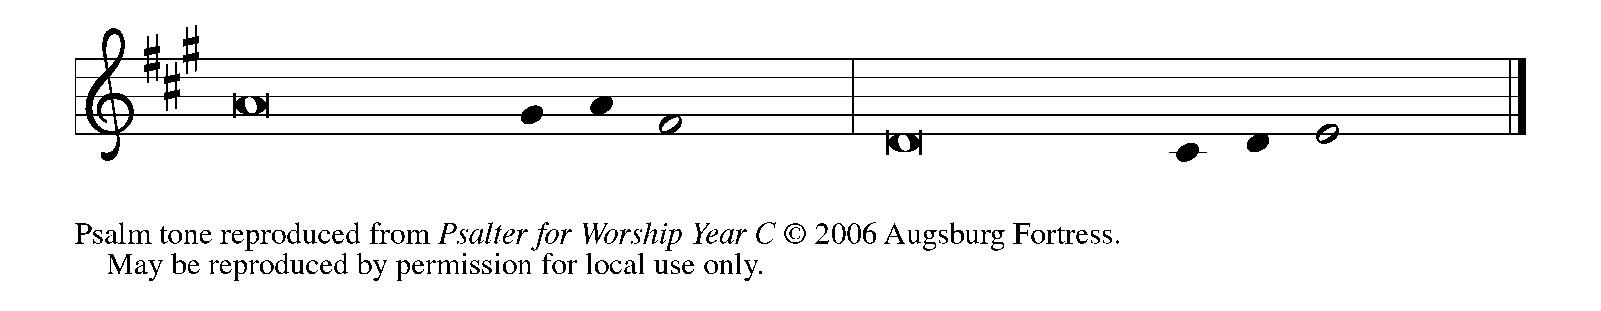 Psalm tone reproduced from Psalter for Worship Year C © 2006 Augsburg Fortress.
May be reproduced by permission for local use only.